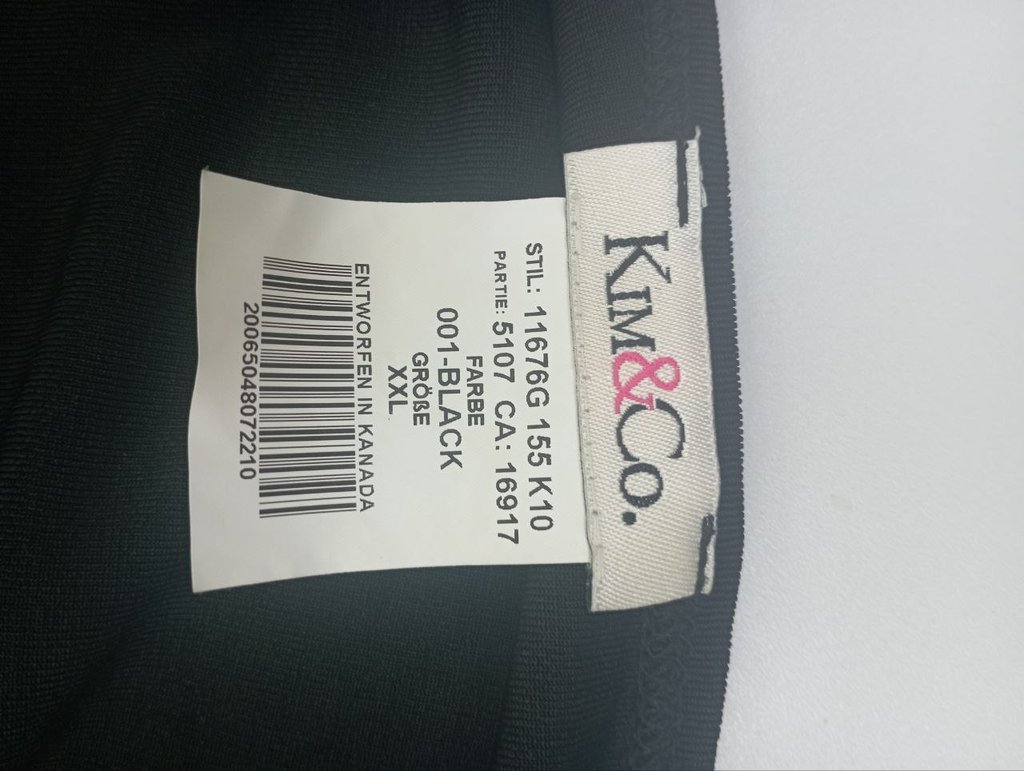 KIM&CO.
STIL: 11676G 155 K10
PARTIE: 5107 CA: 16917
FARBE
001-BLACK
GRÖßE
XXL
ENTWORFEN IN KANADA
2006504807221​0